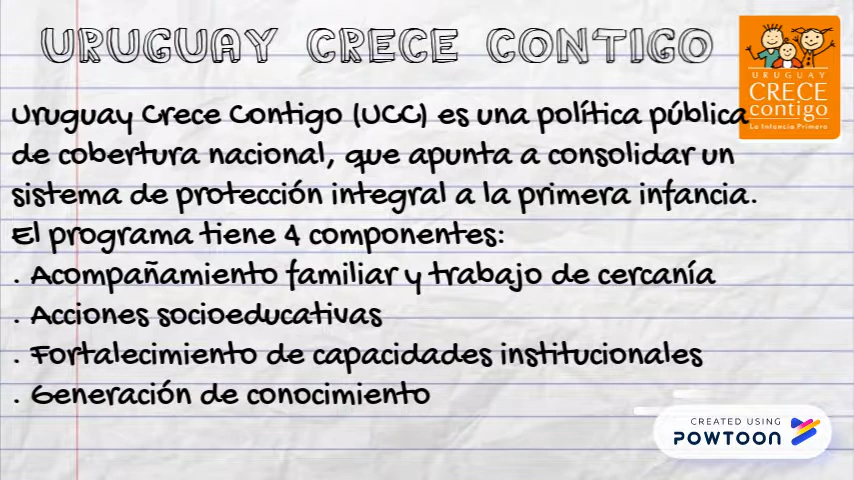 URUGUAY CRECE CONTIGO
URUGUAY
CRECE
contigo
La Infancia Primero
Uruguay Crece Contigo (UCC) es una política pública
de cobertura nacional, que apunta a consolidar un
sistema de protección integral a la primera infancia.
El programa tiene 4 componentes:
. Acompañamiento familiar y trabajo de cercanía
. Acciones socioeducativas
. Fortalecimiento de capacidades institucionales
. Generación de conocimiento
CREATED USING
POWTOON